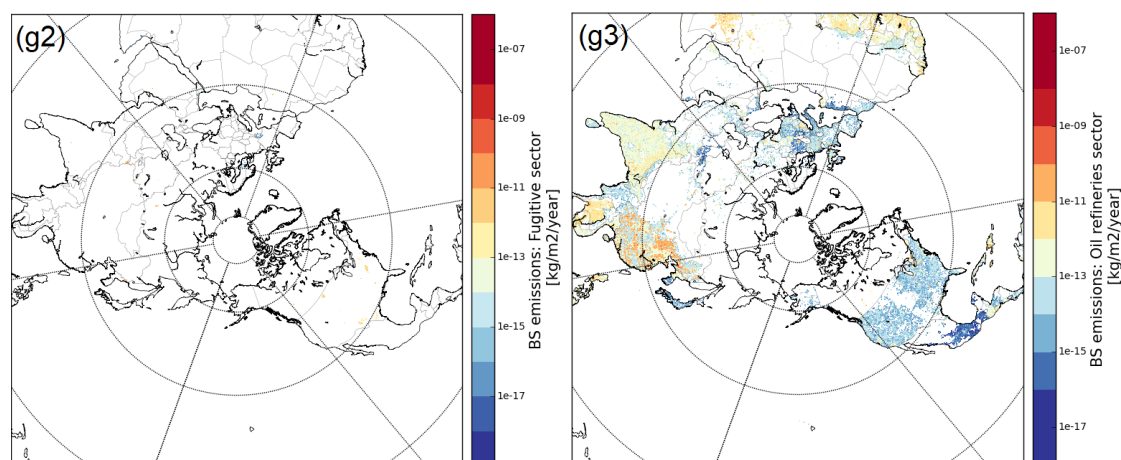 (g2)
1e-07
1e-09
1e-11
1e-13
1e-15
1e-17
BS emissions: Fugitive sector
[kg/m2/year]
(g3)
1e-07
1e-09
1e-11
1e-13
1e-15
1e-17
BS emissions: Oil refineries sector
[kg/m2/year]